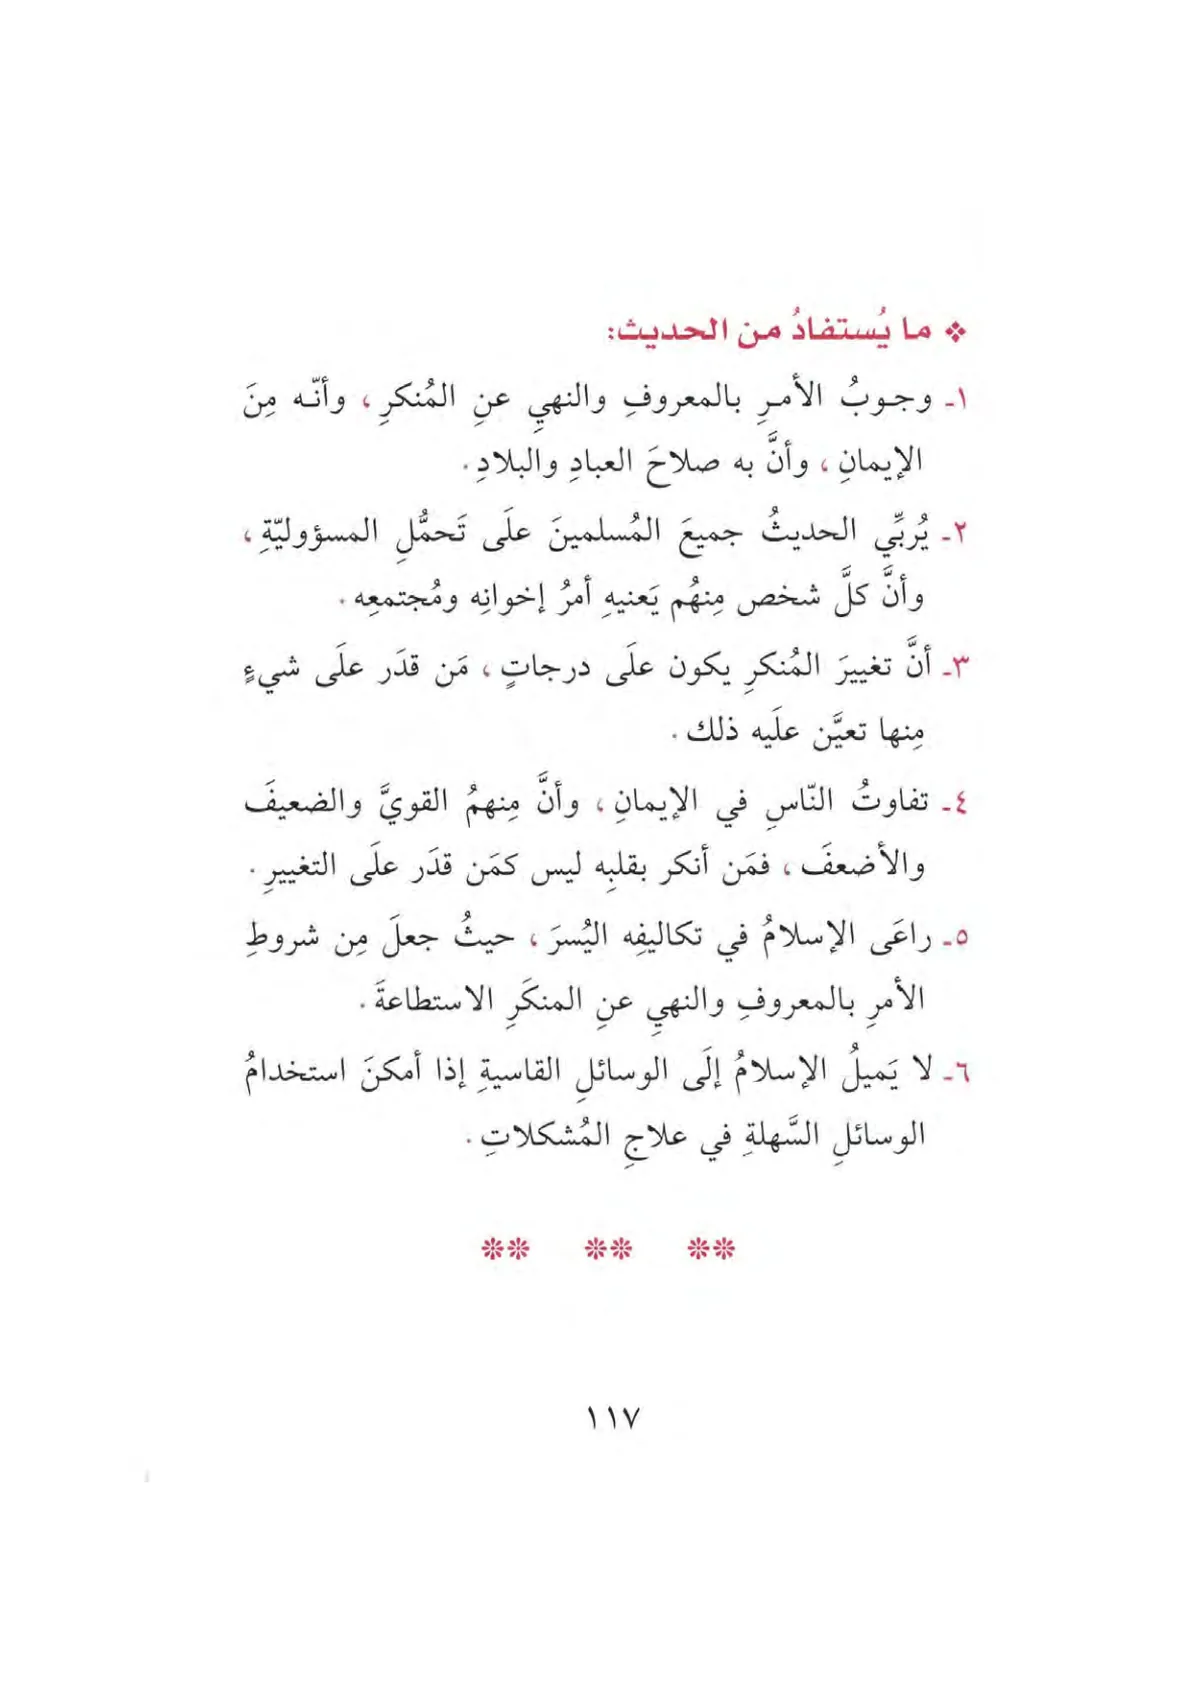 ❖ ما يُستفادُ من الحديث:
١- وجوبُ الأمرِ بالمعروفِ والنهيِ عنِ المُنكرِ، وأنّه مِنَ
الإيمانِ، وأنَّ به صلاحَ العبادِ والبلادِ.
٢- يُربِّي الحديثُ جميعَ المُسلمينَ علَى تَحمُّلِ المسؤوليّةِ،
وأنَّ كلَّ شخص مِنهُم يَعنيهِ أمرُ إخوانِه ومُجتمعِه.
٣- أنَّ تغييرَ المُنكرِ يكون علَى درجاتٍ، مَن قدَر علَى شيءٍ
مِنها تعيَّن علَيه ذلك.
٤- تفاوتُ النّاسِ في الإيمانِ، وأنَّ مِنهمُ القويَّ والضعيفَ
والأضعفَ، فمَن أنكر بقلبِه ليس كمَن قدَر علَى التغييرِ.
٥- راعَى الإسلامُ في تكاليفِه اليُسرَ، حيثُ جعلَ مِن شروطِ
الأمرِ بالمعروفِ والنهيِ عنِ المنكَرِ الاستطاعةَ.
٦- لا يَميلُ الإسلامُ إلَى الوسائلِ القاسيةِ إذا أمكنَ استخدامُ
الوسائلِ السَّهلةِ في علاجِ المُشكلاتِ.
** ** **
١١٧